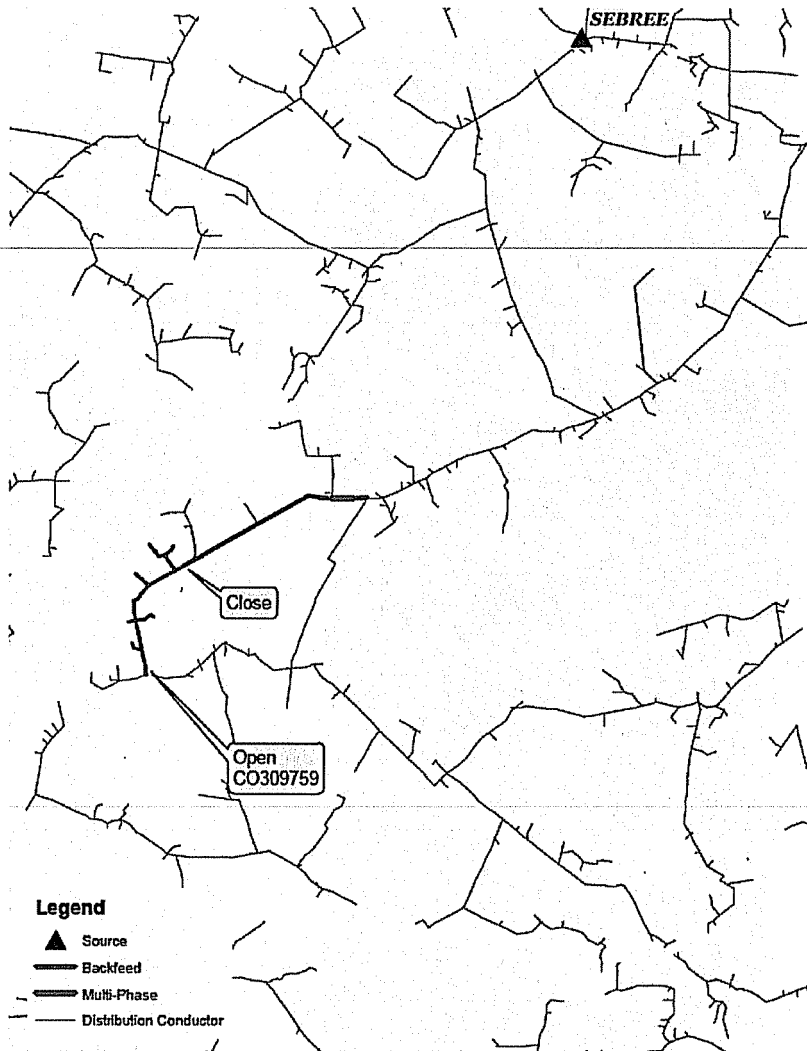 SEBREE
Close
Open
CO309759
Legend
Source
Backfeed
Multi-Phase
Distribution Conductor